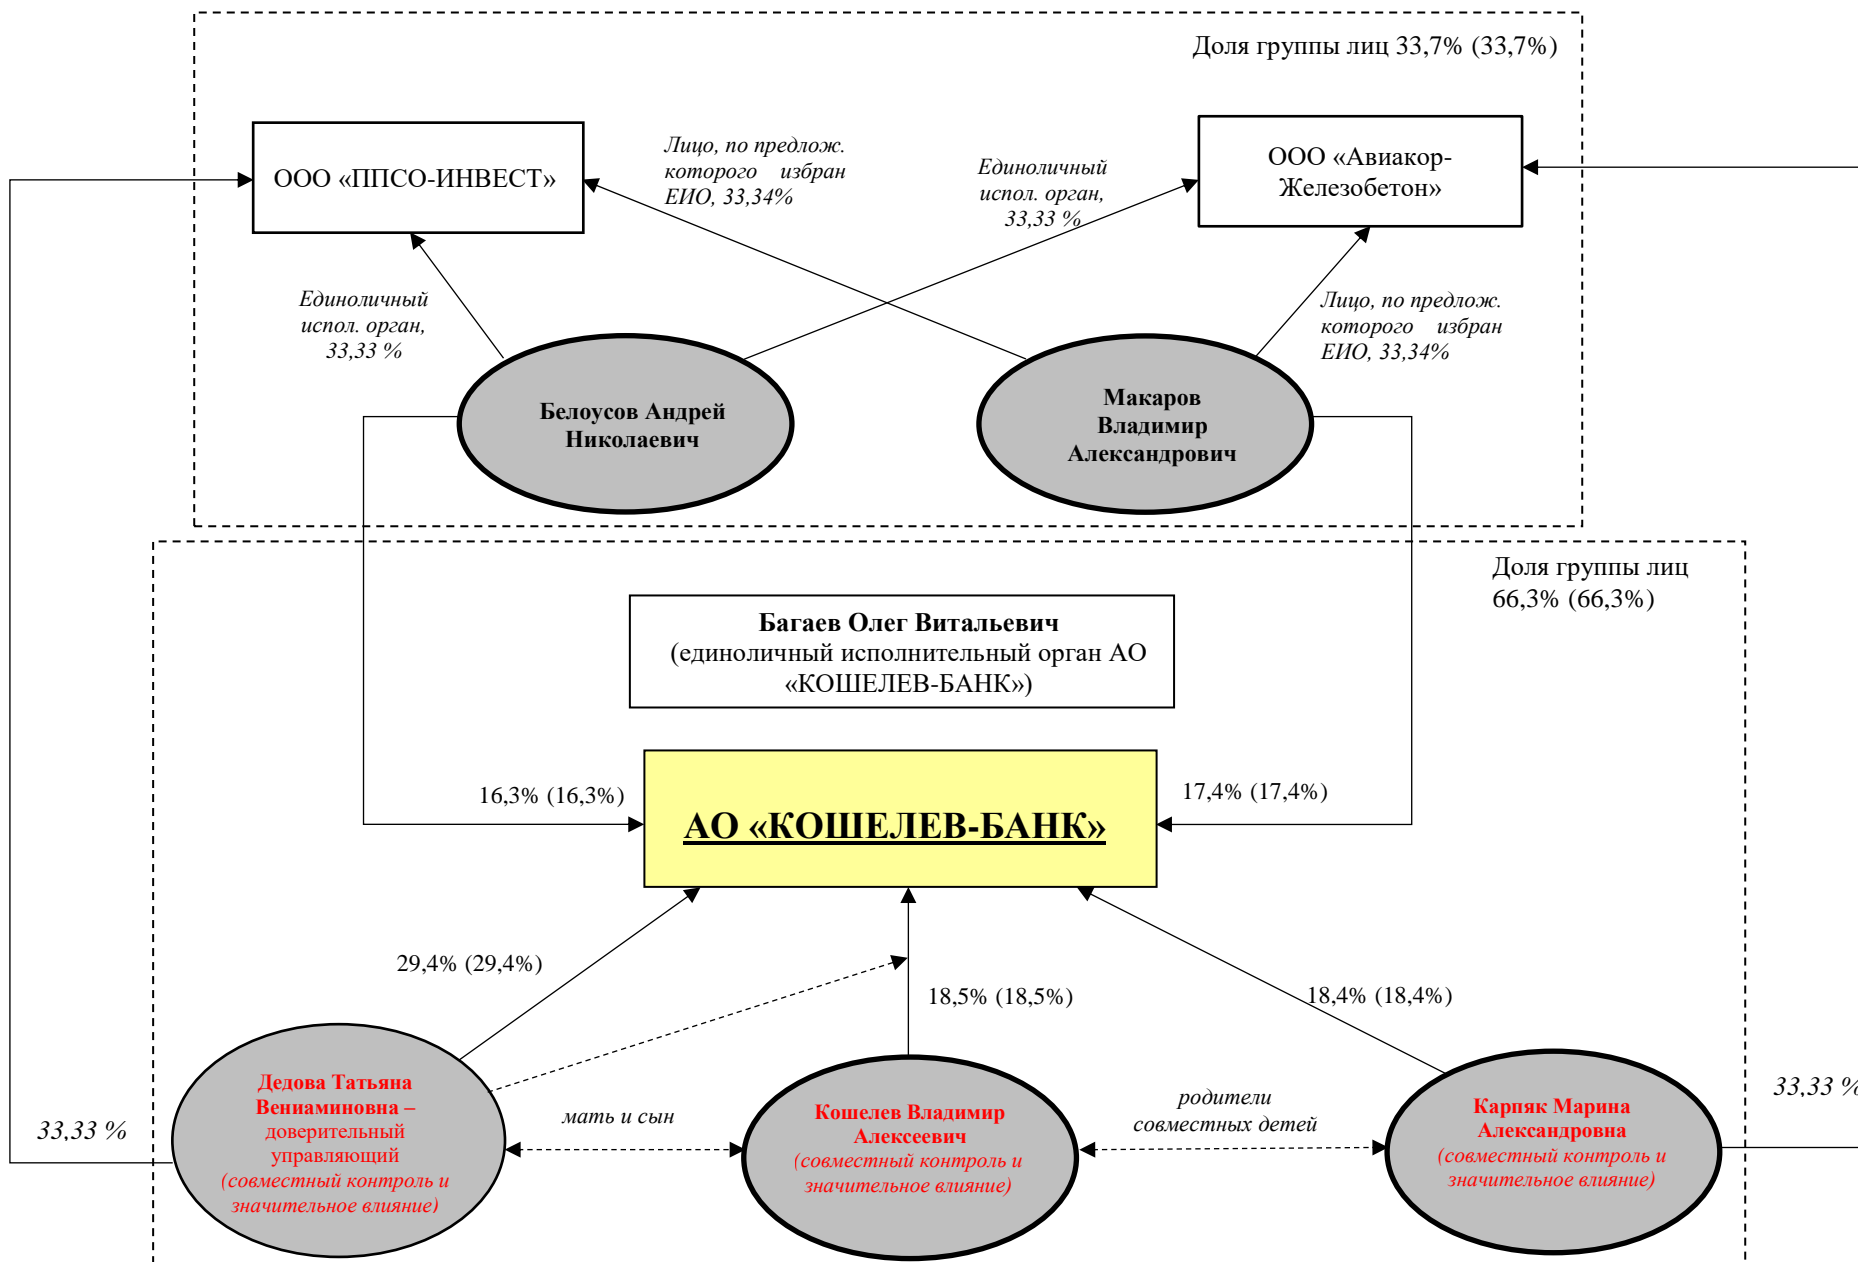 Доля группы лиц 33,7% (33,7%)
ООО «ППСО-ИНВЕСТ»
Лицо, по предлож.
которого избран
ЕИО, 33,34%
Единоличный
испол. орган,
33,33 %
ООО «Авиакор-
Железобетон»
Единоличный
испол. орган,
33,33 %
Лицо, по предлож.
которого избран
ЕИО, 33,34%
Белоусов Андрей
Николаевич
Макаров
Владимир
Александрович
Доля группы лиц
66,3% (66,3%)
Багаев Олег Витальевич
(единоличный исполнительный орган АО
«КОШЕЛЕВ-БАНК»)
16,3% (16,3%)
АО «КОШЕЛЕВ-БАНК»
17,4% (17,4%)
29,4% (29,4%)
18,5% (18,5%)
18,4% (18,4%)
33,33 %
Дедова Татьяна
Вениаминовна –
доверительный
управляющий
(совместный контроль и
значительное влияние)
мать и сын
Кошелев Владимир
Алексеевич
(совместный контроль и
значительное влияние)
родители
совместных детей
Карпяк Марина
Александровна
(совместный контроль и
значительное влияние)
33,33 %